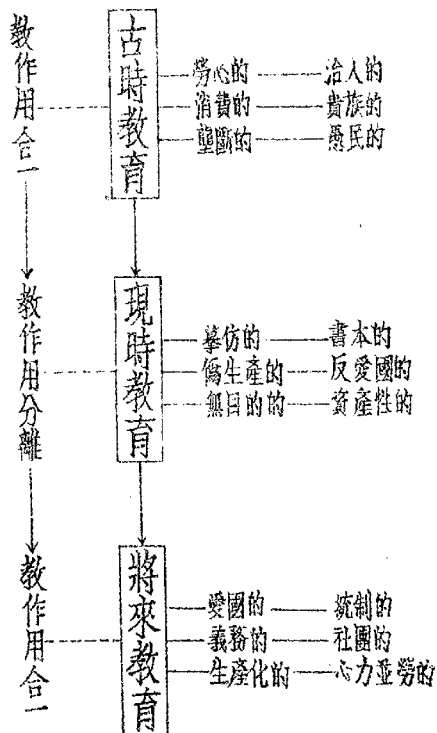 教作用合一
古時教育
勞心的 治人的
消費的 貴族的
壟斷的 愚民的
教作用分離
現時教育
摹仿的 書本的
僞生產的 反愛國的
無目的的 資產性的
教作用合一
將來教育
愛國的 統制的
義務的 社團的
生產化的 心力並勞的